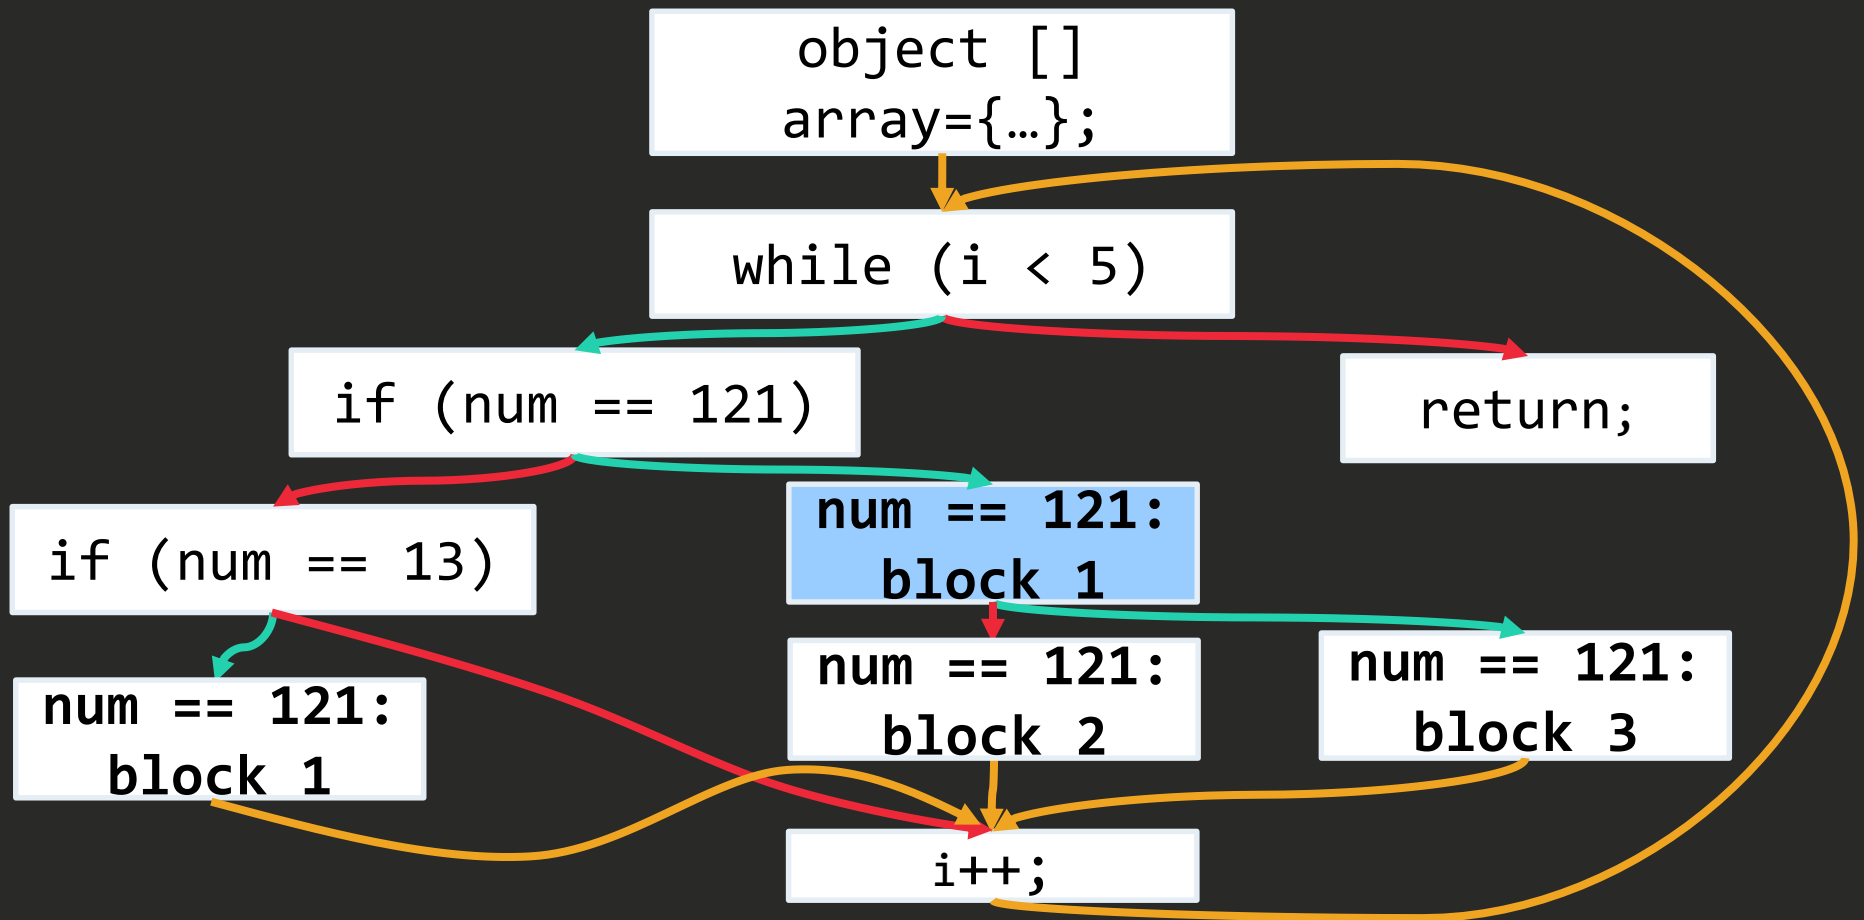 object []
array={…};
while (i < 5)
if (num == 121)
return;
num == 121:
block 1
if (num == 13)
num == 121:
block 2
num == 121:
block 3
num == 121:
block 1
i++;